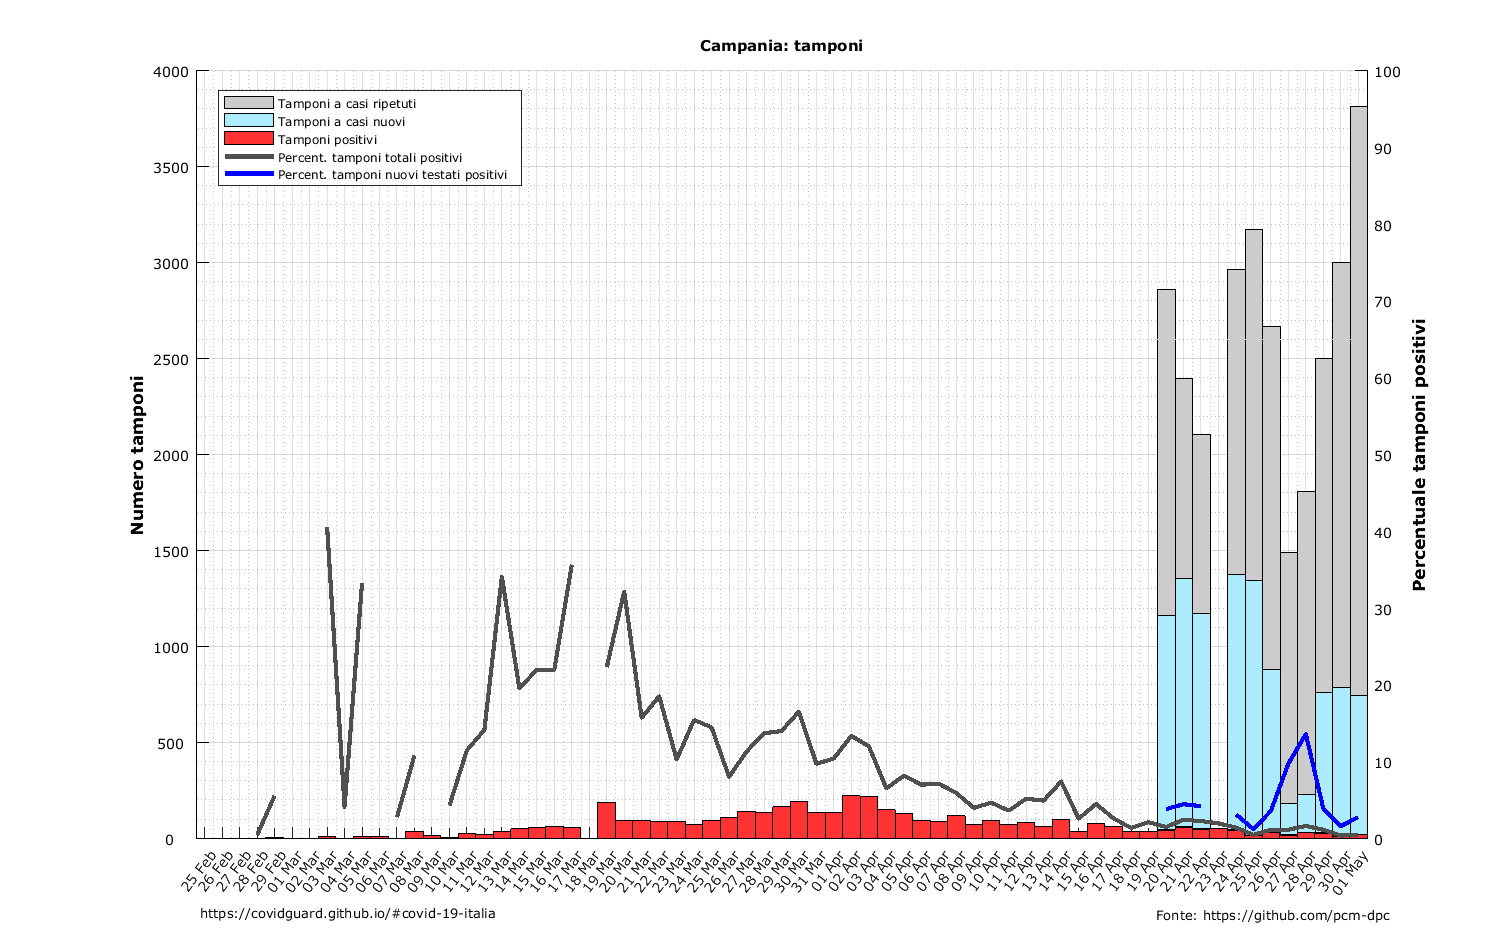 Campania: tamponi
Tamponi a casi ripetuti
Tamponi a casi nuovi
Tamponi positivi
Percent. tamponi totali positivi
Percent. tamponi nuovi testati positivi
Numero tamponi
4000
3500
3000
2500
2000
1500
1000
500
0
Percentuale tamponi positivi
100
90
80
70
60
50
40
30
20
10
0
25 Feb
26 Feb
27 Feb
28 Feb
29 Feb
01 Mar
02 Mar
03 Mar
04 Mar
05 Mar
06 Mar
07 Mar
08 Mar
09 Mar
10 Mar
11 Mar
12 Mar
13 Mar
14 Mar
15 Mar
16 Mar
17 Mar
18 Mar
19 Mar
20 Mar
21 Mar
22 Mar
23 Mar
24 Mar
25 Mar
26 Mar
27 Mar
28 Mar
29 Mar
30 Mar
31 Mar
01 Apr
02 Apr
03 Apr
04 Apr
05 Apr
06 Apr
07 Apr
08 Apr
09 Apr
10 Apr
11 Apr
12 Apr
13 Apr
14 Apr
15 Apr
16 Apr
17 Apr
18 Apr
19 Apr
20 Apr
21 Apr
22 Apr
23 Apr
24 Apr
25 Apr
26 Apr
27 Apr
28 Apr
29 Apr
30 Apr
01 May
https://covidguard.github.io/#covid-19-italia
Fonte: https://github.com/pcm-dpc